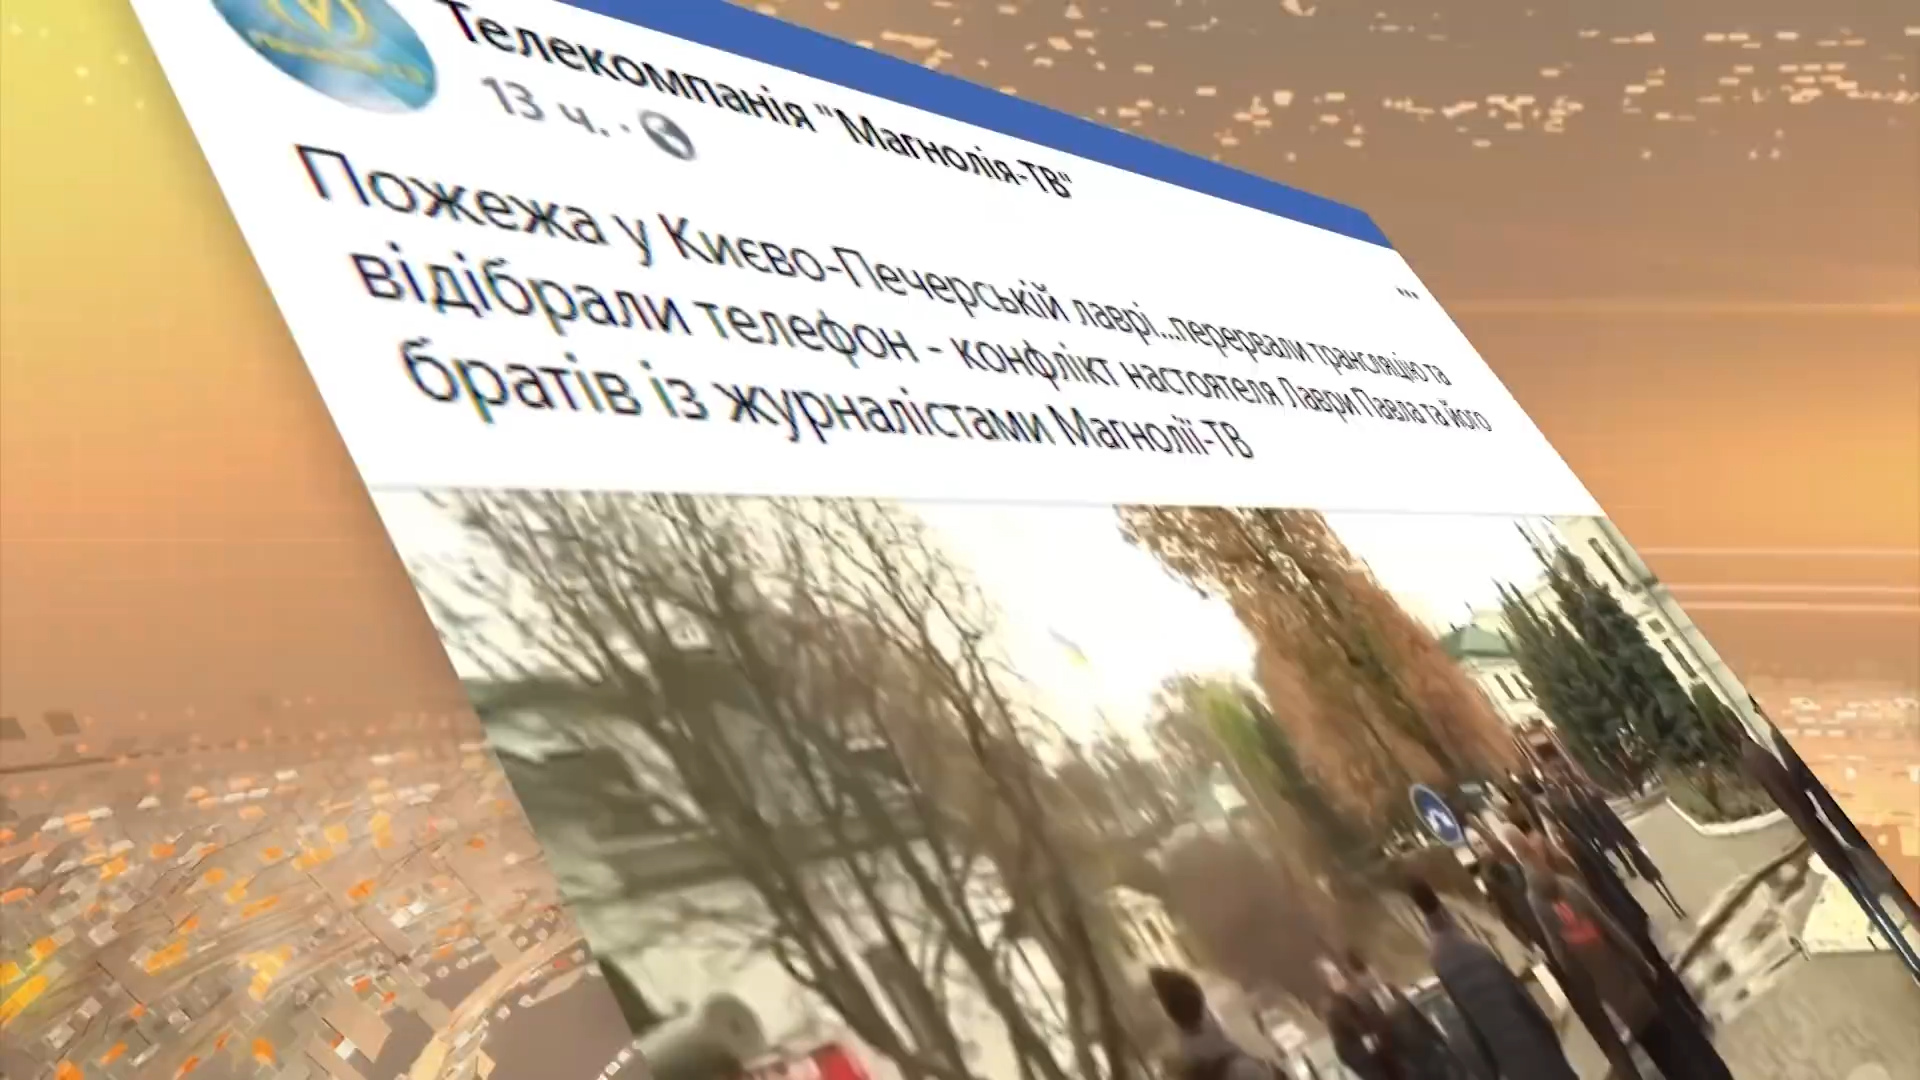 Телекомпанія "Магнолія-ТВ"
13 ч. ·
Пожежа у Києво-Печерській лаврі...перервали трансляцію та
відібрали телефон - конфлікт настоятеля Лаври Павла та його
братів із журналістами Магнолії-ТВ